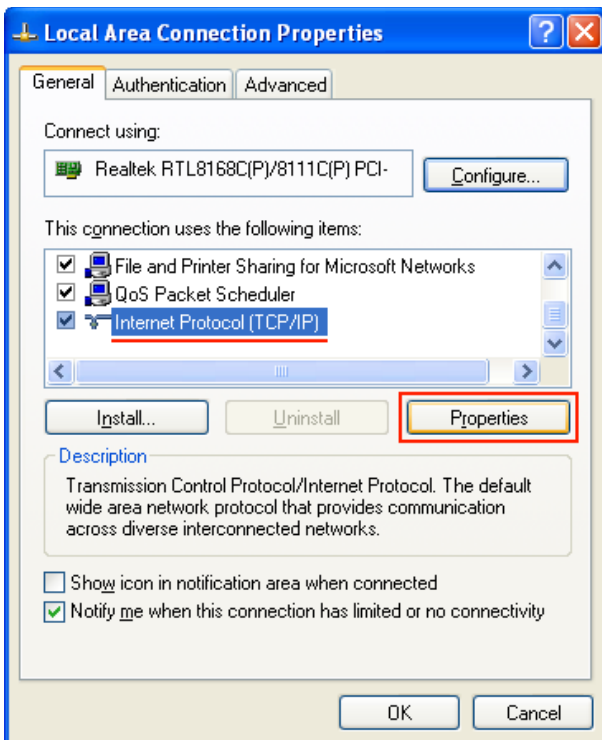 Local Area Connection Properties
General Authentication Advanced
Connect using:
Realtek RTL8168C(P)/8111C(P) PCI-
Configure...
This connection uses the following items:
File and Printer Sharing for Microsoft Networks
QoS Packet Scheduler
Internet Protocol (TCP/IP)
Install... Uninstall Properties
Description
Transmission Control Protocol/Internet Protocol. The default
wide area network protocol that provides communication
across diverse interconnected networks.
Show icon in notification area when connected
Notify me when this connection has limited or no connectivity
OK Cancel